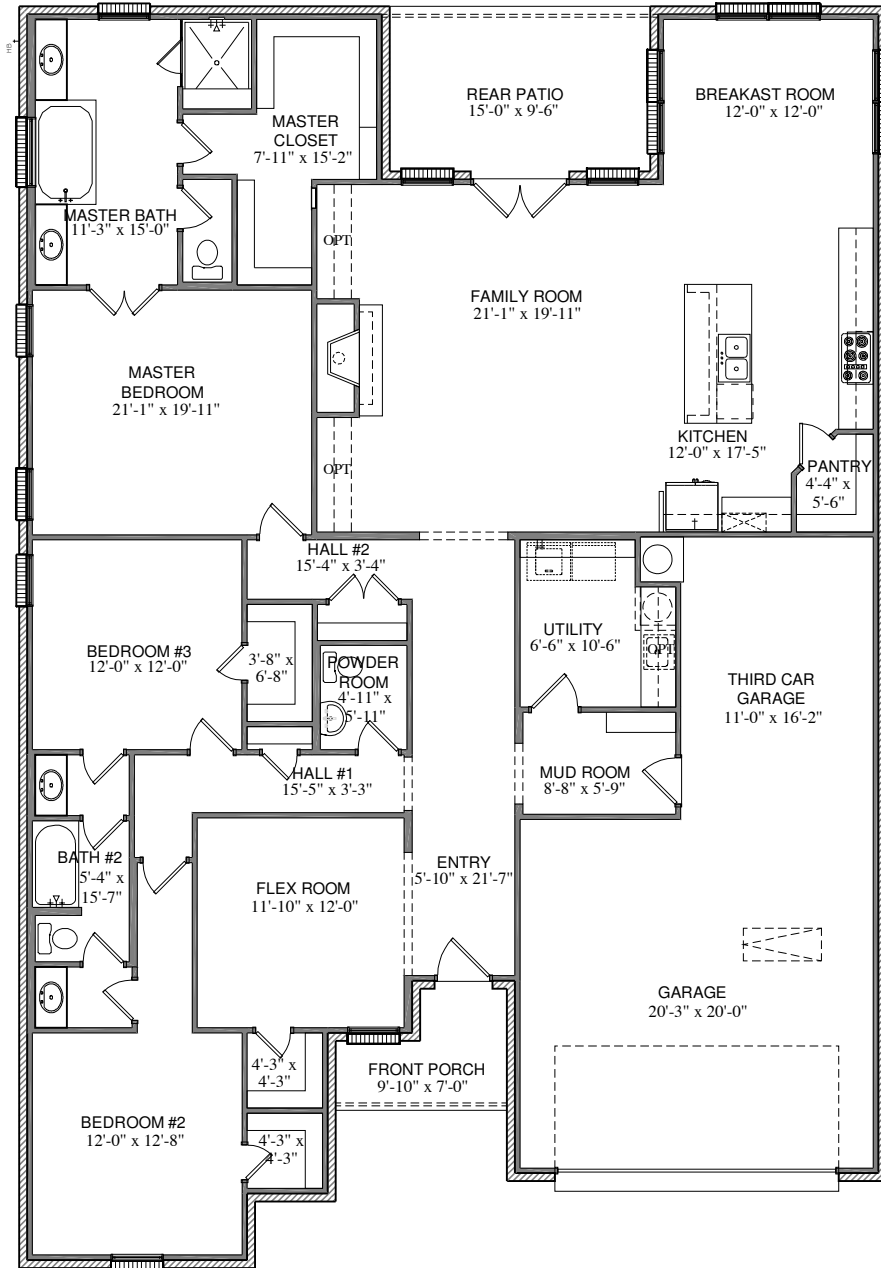 HB
REAR PATIO
15'-0" x 9'-6"
BREAKAST ROOM
12'-0" x 12'-0"
MASTER
CLOSET
7'-11" x 15'-2"
MASTER BATH
11'-3" x 15'-0"
OPT
FAMILY ROOM
21'-1" x 19'-11"
MASTER
BEDROOM
21'-1" x 19'-11"
KITCHEN
12'-0" x 17'-5"
OPT
PANTRY
4'-4" x
5'-6"
HALL #2
15'-4" x 3'-4"
UTILITY
6'-6" x 10'-6"
OPT
BEDROOM #3
12'-0" x 12'-0"
3'-8" x
6'-8"
POWDER
ROOM
4'-11" x
5'-11"
THIRD CAR
GARAGE
11'-0" x 16'-2"
HALL #1
15'-5" x 3'-3"
MUD ROOM
8'-8" x 5'-9"
BATH #2
5'-4" x
15'-7"
FLEX ROOM
11'-10" x 12'-0"
ENTRY
5'-10" x 21'-7"
GARAGE
20'-3" x 20'-0"
4'-3" x
4'-3"
FRONT PORCH
9'-10" x 7'-0"
BEDROOM #2
12'-0" x 12'-8"
4'-3" x
4'-3"